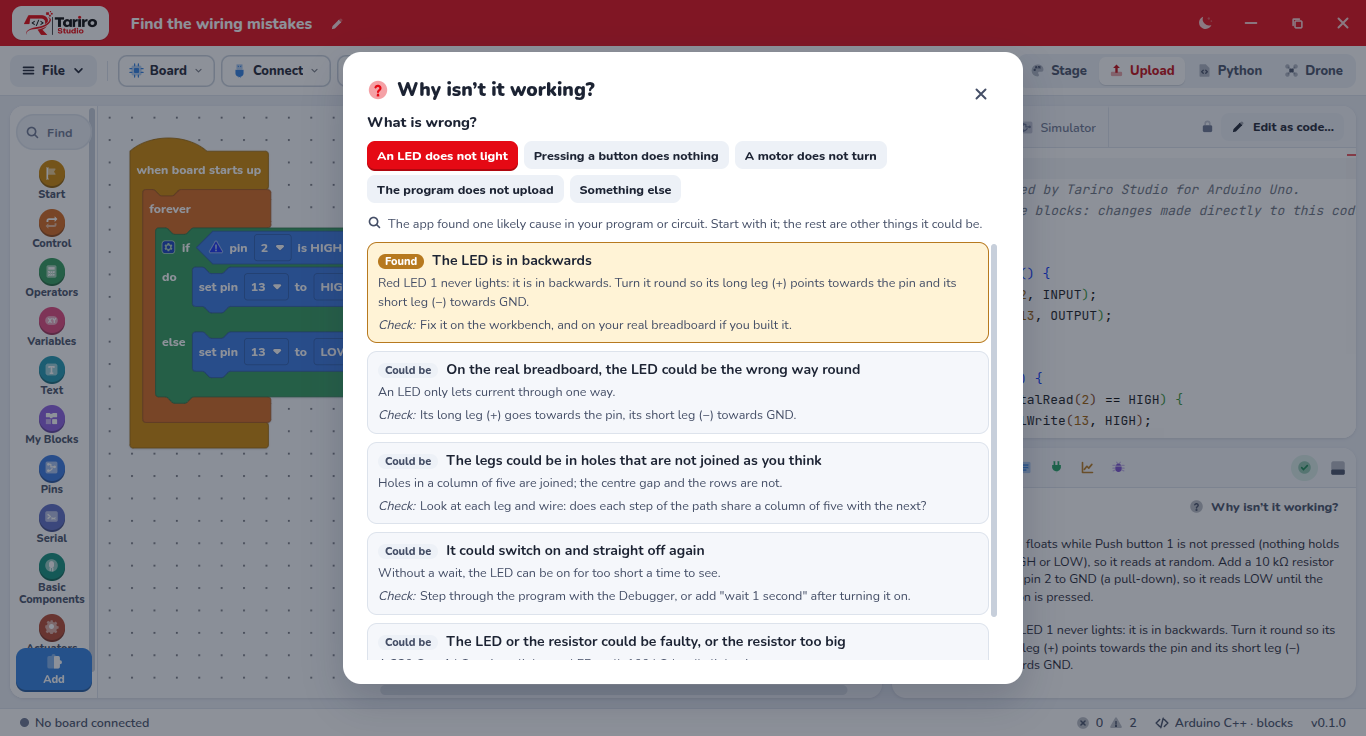 Tariro
Studio
Find the wiring mistakes
File
Board
Connect
Stage
Upload
Python
Drone
Find
Start
Control
Operators
Variables
Text
My Blocks
Pins
Serial
Basic
Components
Actuators
Add
when board starts up
forever
if
pin
2
is HIGH
do
set pin
13
to
HIG
else
set pin
13
to
LOW
Why isn't it working?
What is wrong?
An LED does not light
Pressing a button does nothing
A motor does not turn
The program does not upload
Something else
The app found one likely cause in your program or circuit. Start with it; the rest are other things it could be.
Found The LED is in backwards
Red LED 1 never lights: it is in backwards. Turn it round so its long leg (+) points towards the pin and its
short leg (−) towards GND.
Check: Fix it on the workbench, and on your real breadboard if you built it.
Could be On the real breadboard, the LED could be the wrong way round
An LED only lets current through one way.
Check: Its long leg (+) goes towards the pin, its short leg (−) towards GND.
Could be The legs could be in holes that are not joined as you think
Holes in a column of five are joined; the centre gap and the rows are not.
Check: Look at each leg and wire: does each step of the path share a column of five with the next?
Could be It could switch on and straight off again
Without a wait, the LED can be on for too short a time to see.
Check: Step through the program with the Debugger, or add "wait 1 second" after turning it on.
Could be The LED or the resistor could be faulty, or the resistor too big
Simulator
Edit as code...
ed by Tariro Studio for Arduino Uno.
e blocks: changes made directly to this cod
() {
2, INPUT);
13, OUTPUT);
) {
talRead(2) == HIGH) {
lWrite(13, HIGH);
Why isn't it working?
floats while Push button 1 is not pressed (nothing holds
GH or LOW), so it reads at random. Add a 10 kΩ resistor
pin 2 to GND (a pull-down), so it reads LOW until the
n is pressed.
LED 1 never lights: it is in backwards. Turn it round so its
leg (+) points towards the pin and its short leg (−)
rds GND.
No board connected
0
2
Arduino C++ · blocks
v0.1.0